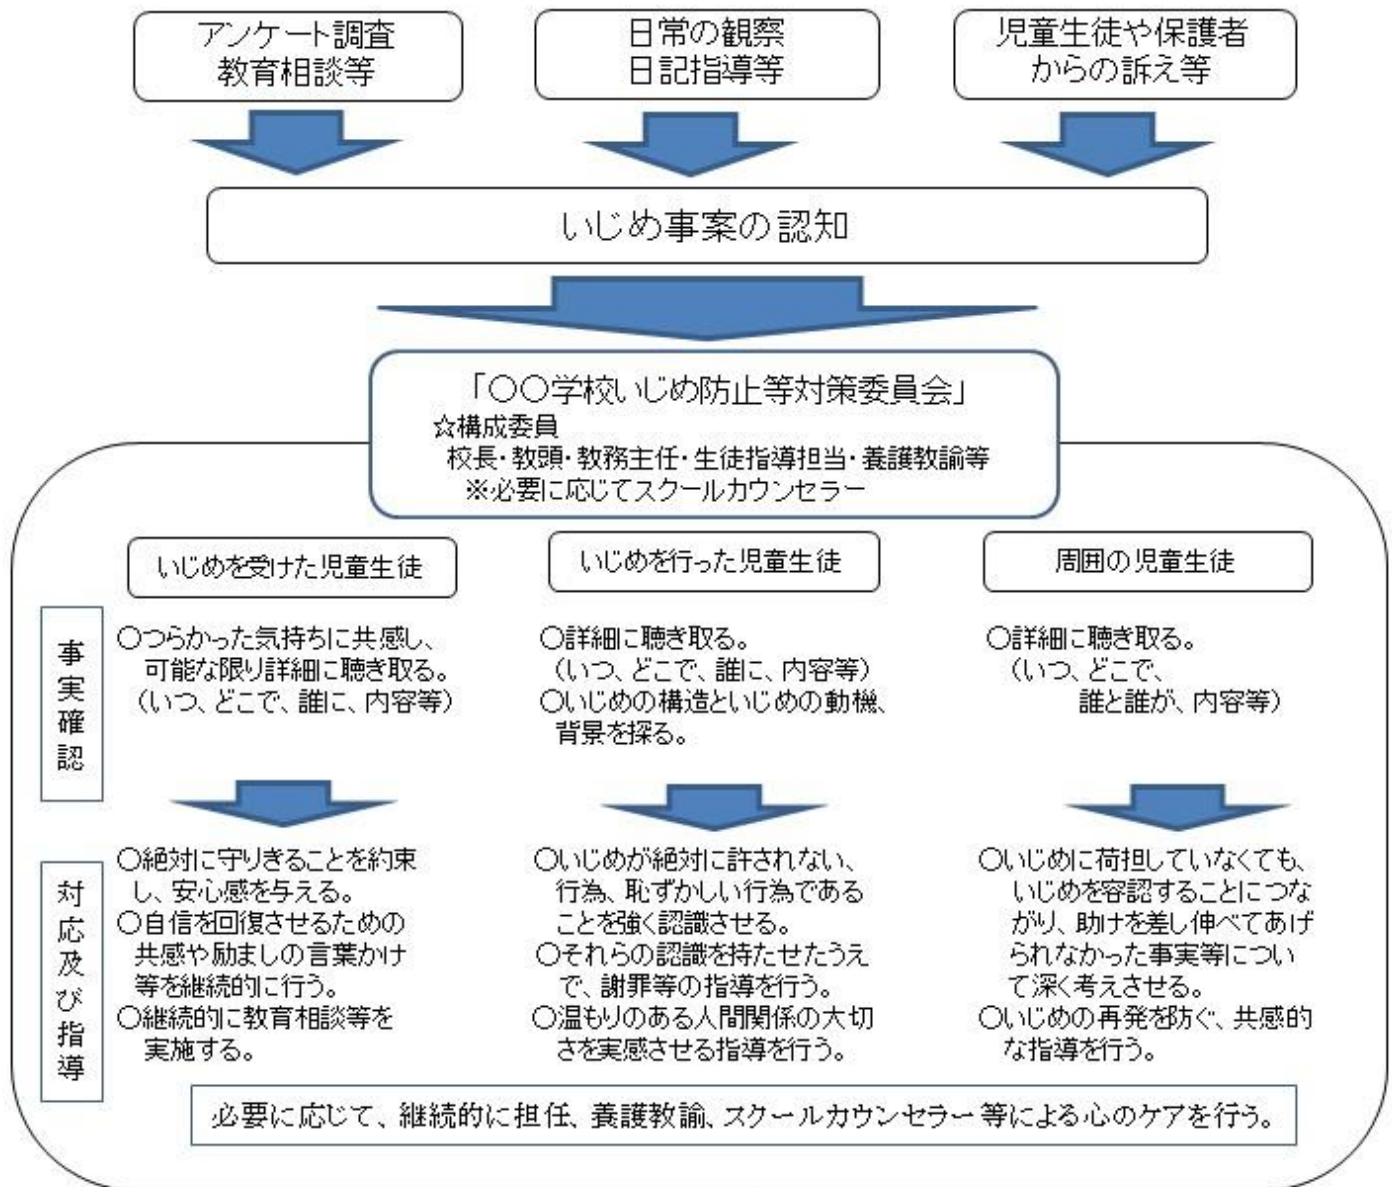 アンケート調査
教育相談等
日常の観察
日記指導等
児童生徒や保護者
からの訴え等
いじめ事案の認知
「〇〇学校いじめ防止等対策委員会」
☆構成委員
校長・教頭・教務主任・生徒指導担当・養護教諭等
※必要に応じてスクールカウンセラー
いじめを受けた児童生徒
いじめを行った児童生徒
周囲の児童生徒
事実確認
〇つらかった気持ちに共感し、
可能な限り詳細に聴き取る。
（いつ、どこで、誰に、内容等）
〇詳細に聴き取る。
（いつ、どこで、誰に、内容等）
〇いじめの構造といじめの動機、
背景を探る。
〇詳細に聴き取る。
（いつ、どこで、
誰と誰が、内容等）
対応及び指導
〇絶対に守りきることを約束
し、安心感を与える。
〇自信を回復させるための
共感や励ましの言葉かけ
等を継続的に行う。
〇継続的に教育相談等を
実施する。
〇いじめが絶対に許されない、
行為、恥ずかしい行為である
ことを強く認識させる。
〇それらの認識を持たせたうえ
で、謝罪等の指導を行う。
〇温もりのある人間関係の大切
さを実感させる指導を行う。
〇いじめに荷担していなくても、
いじめを容認することにつな
がり、助けを差し伸べてあげ
られなかった事実等につい
て深く考えさせる。
〇いじめの再発を防ぐ、共感的
な指導を行う。
必要に応じて、継続的に担任、養護教諭、スクールカウンセラー等による心のケアを行う。